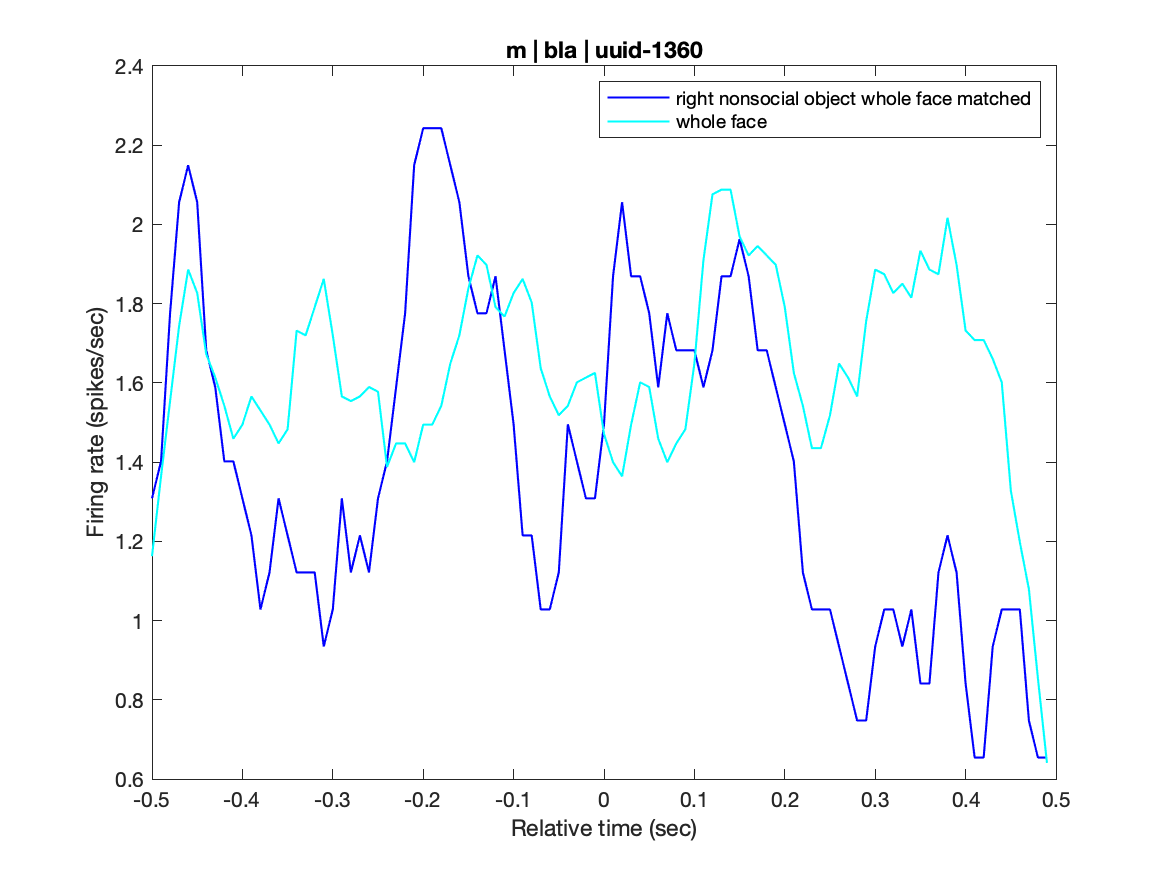 m | bla | uuid-1360
2.4
2.2
2
1.8
1.6
1.4
1.2
1
0.8
0.6
Firing rate (spikes/sec)
right nonsocial object whole face matched
whole face
-0.5 -0.4 -0.3 -0.2 -0.1 0 0.1 0.2 0.3 0.4 0.5
Relative time (sec)